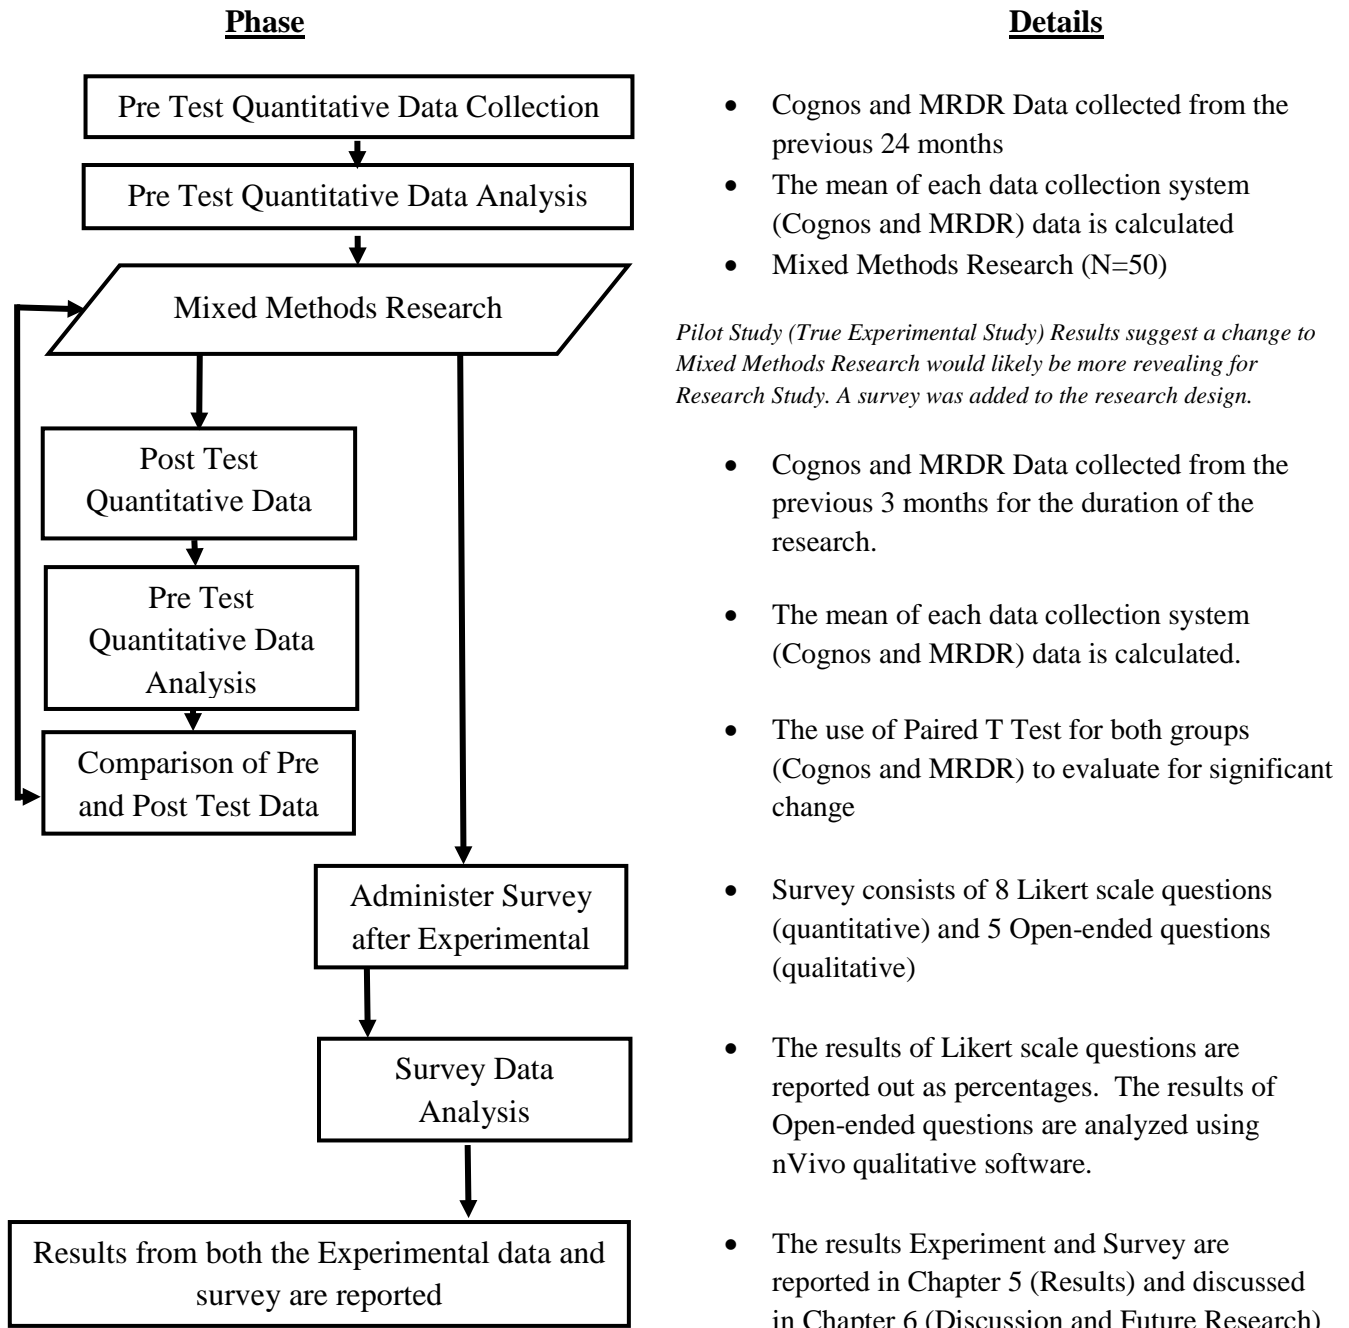 Phase
Details
Pre Test Quantitative Data Collection
Pre Test Quantitative Data Analysis
Mixed Methods Research
Post Test
Quantitative Data
Pre Test
Quantitative Data
Analysis
Comparison of Pre
and Post Test Data
Administer Survey
after Experimental
Survey Data
Analysis
Results from both the Experimental data and
survey are reported
• Cognos and MRDR Data collected from the
previous 24 months
• The mean of each data collection system
(Cognos and MRDR) data is calculated
• Mixed Methods Research (N=50)
Pilot Study (True Experimental Study) Results suggest a change to
Mixed Methods Research would likely be more revealing for
Research Study. A survey was added to the research design.
• Cognos and MRDR Data collected from the
previous 3 months for the duration of the
research.
• The mean of each data collection system
(Cognos and MRDR) data is calculated.
• The use of Paired T Test for both groups
(Cognos and MRDR) to evaluate for significant
change
• Survey consists of 8 Likert scale questions
(quantitative) and 5 Open-ended questions
(qualitative)
• The results of Likert scale questions are
reported out as percentages.  The results of
Open-ended questions are analyzed using
nVivo qualitative software.
• The results Experiment and Survey are
reported in Chapter 5 (Results) and discussed
in Chapter 6 (Discussion and Future Research)